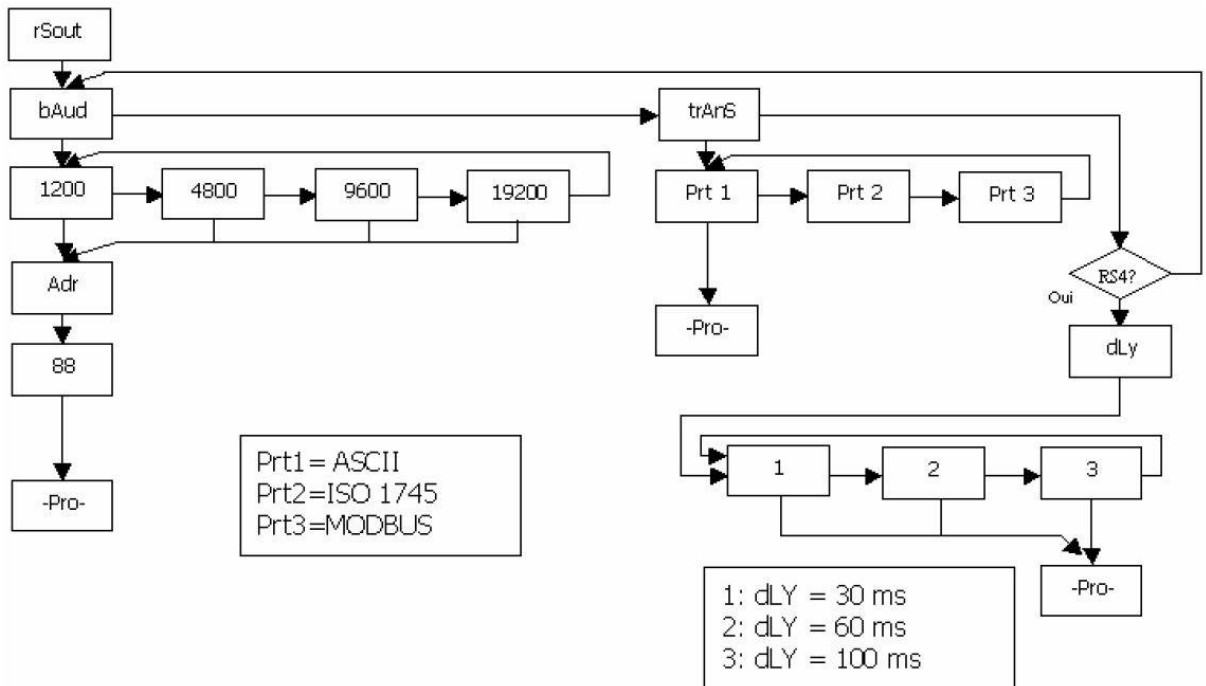 rSout
bAud
trAnS
1200
4800
9600
19200
Prt 1
Prt 2
Prt 3
Adr
RS4?
Oui
-Pro-
88
dLy
Prt1= ASCII
Prt2=ISO 1745
Prt3=MODBUS
1
2
3
-Pro-
-Pro-
1: dLY = 30 ms
2: dLY = 60 ms
3: dLY = 100 ms